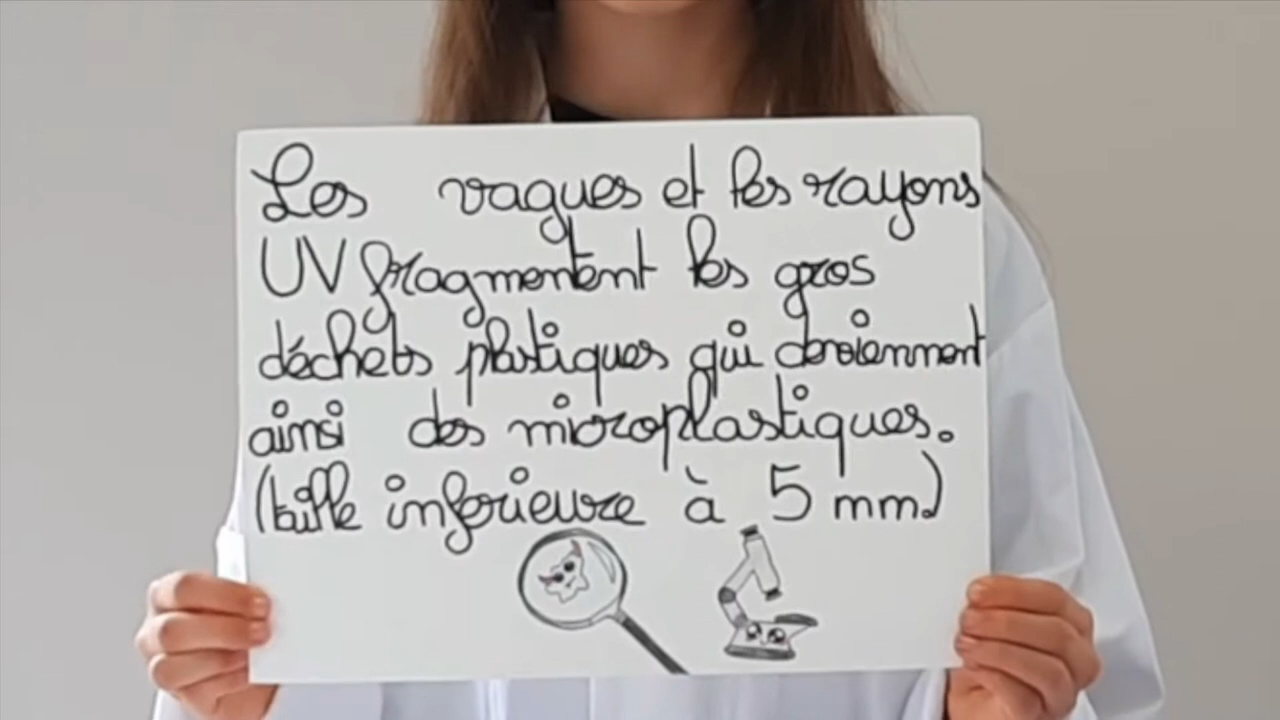 Les vagues et les rayons
UV fragmentent les gros
déchets plastiques qui deviennent
ainsi des microplastiques.
(taille inférieure à 5 mm)